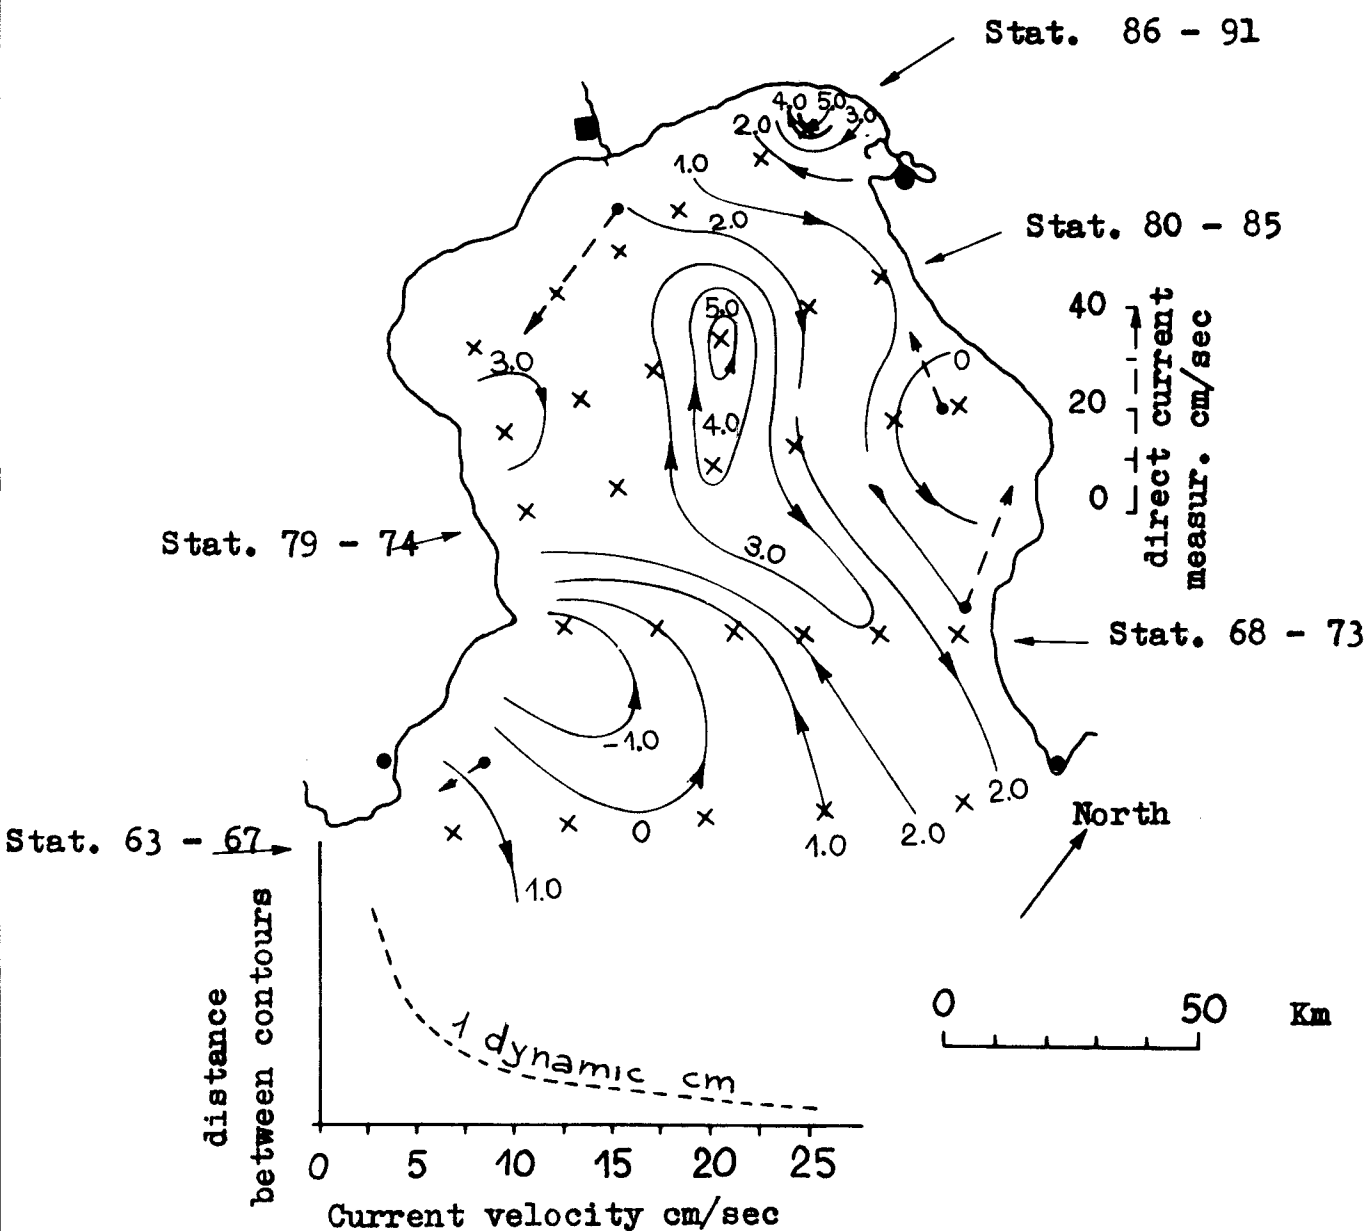 Stat. 86 - 91
4.0 5.0 3.0
2.0
1.0
2.0
Stat. 80 - 85
5.0
40
3.0
0
20
4.0
0
direct current
measur. cm/sec
Stat. 79 - 74
3.0
Stat. 68 - 73
-1.0
2.0
North
Stat. 63 - 67
0
1.0
2.0
1.0
distance
between contours
1 dynamic cm
0 50 Km
0 5 10 15 20 25
Current velocity cm/sec